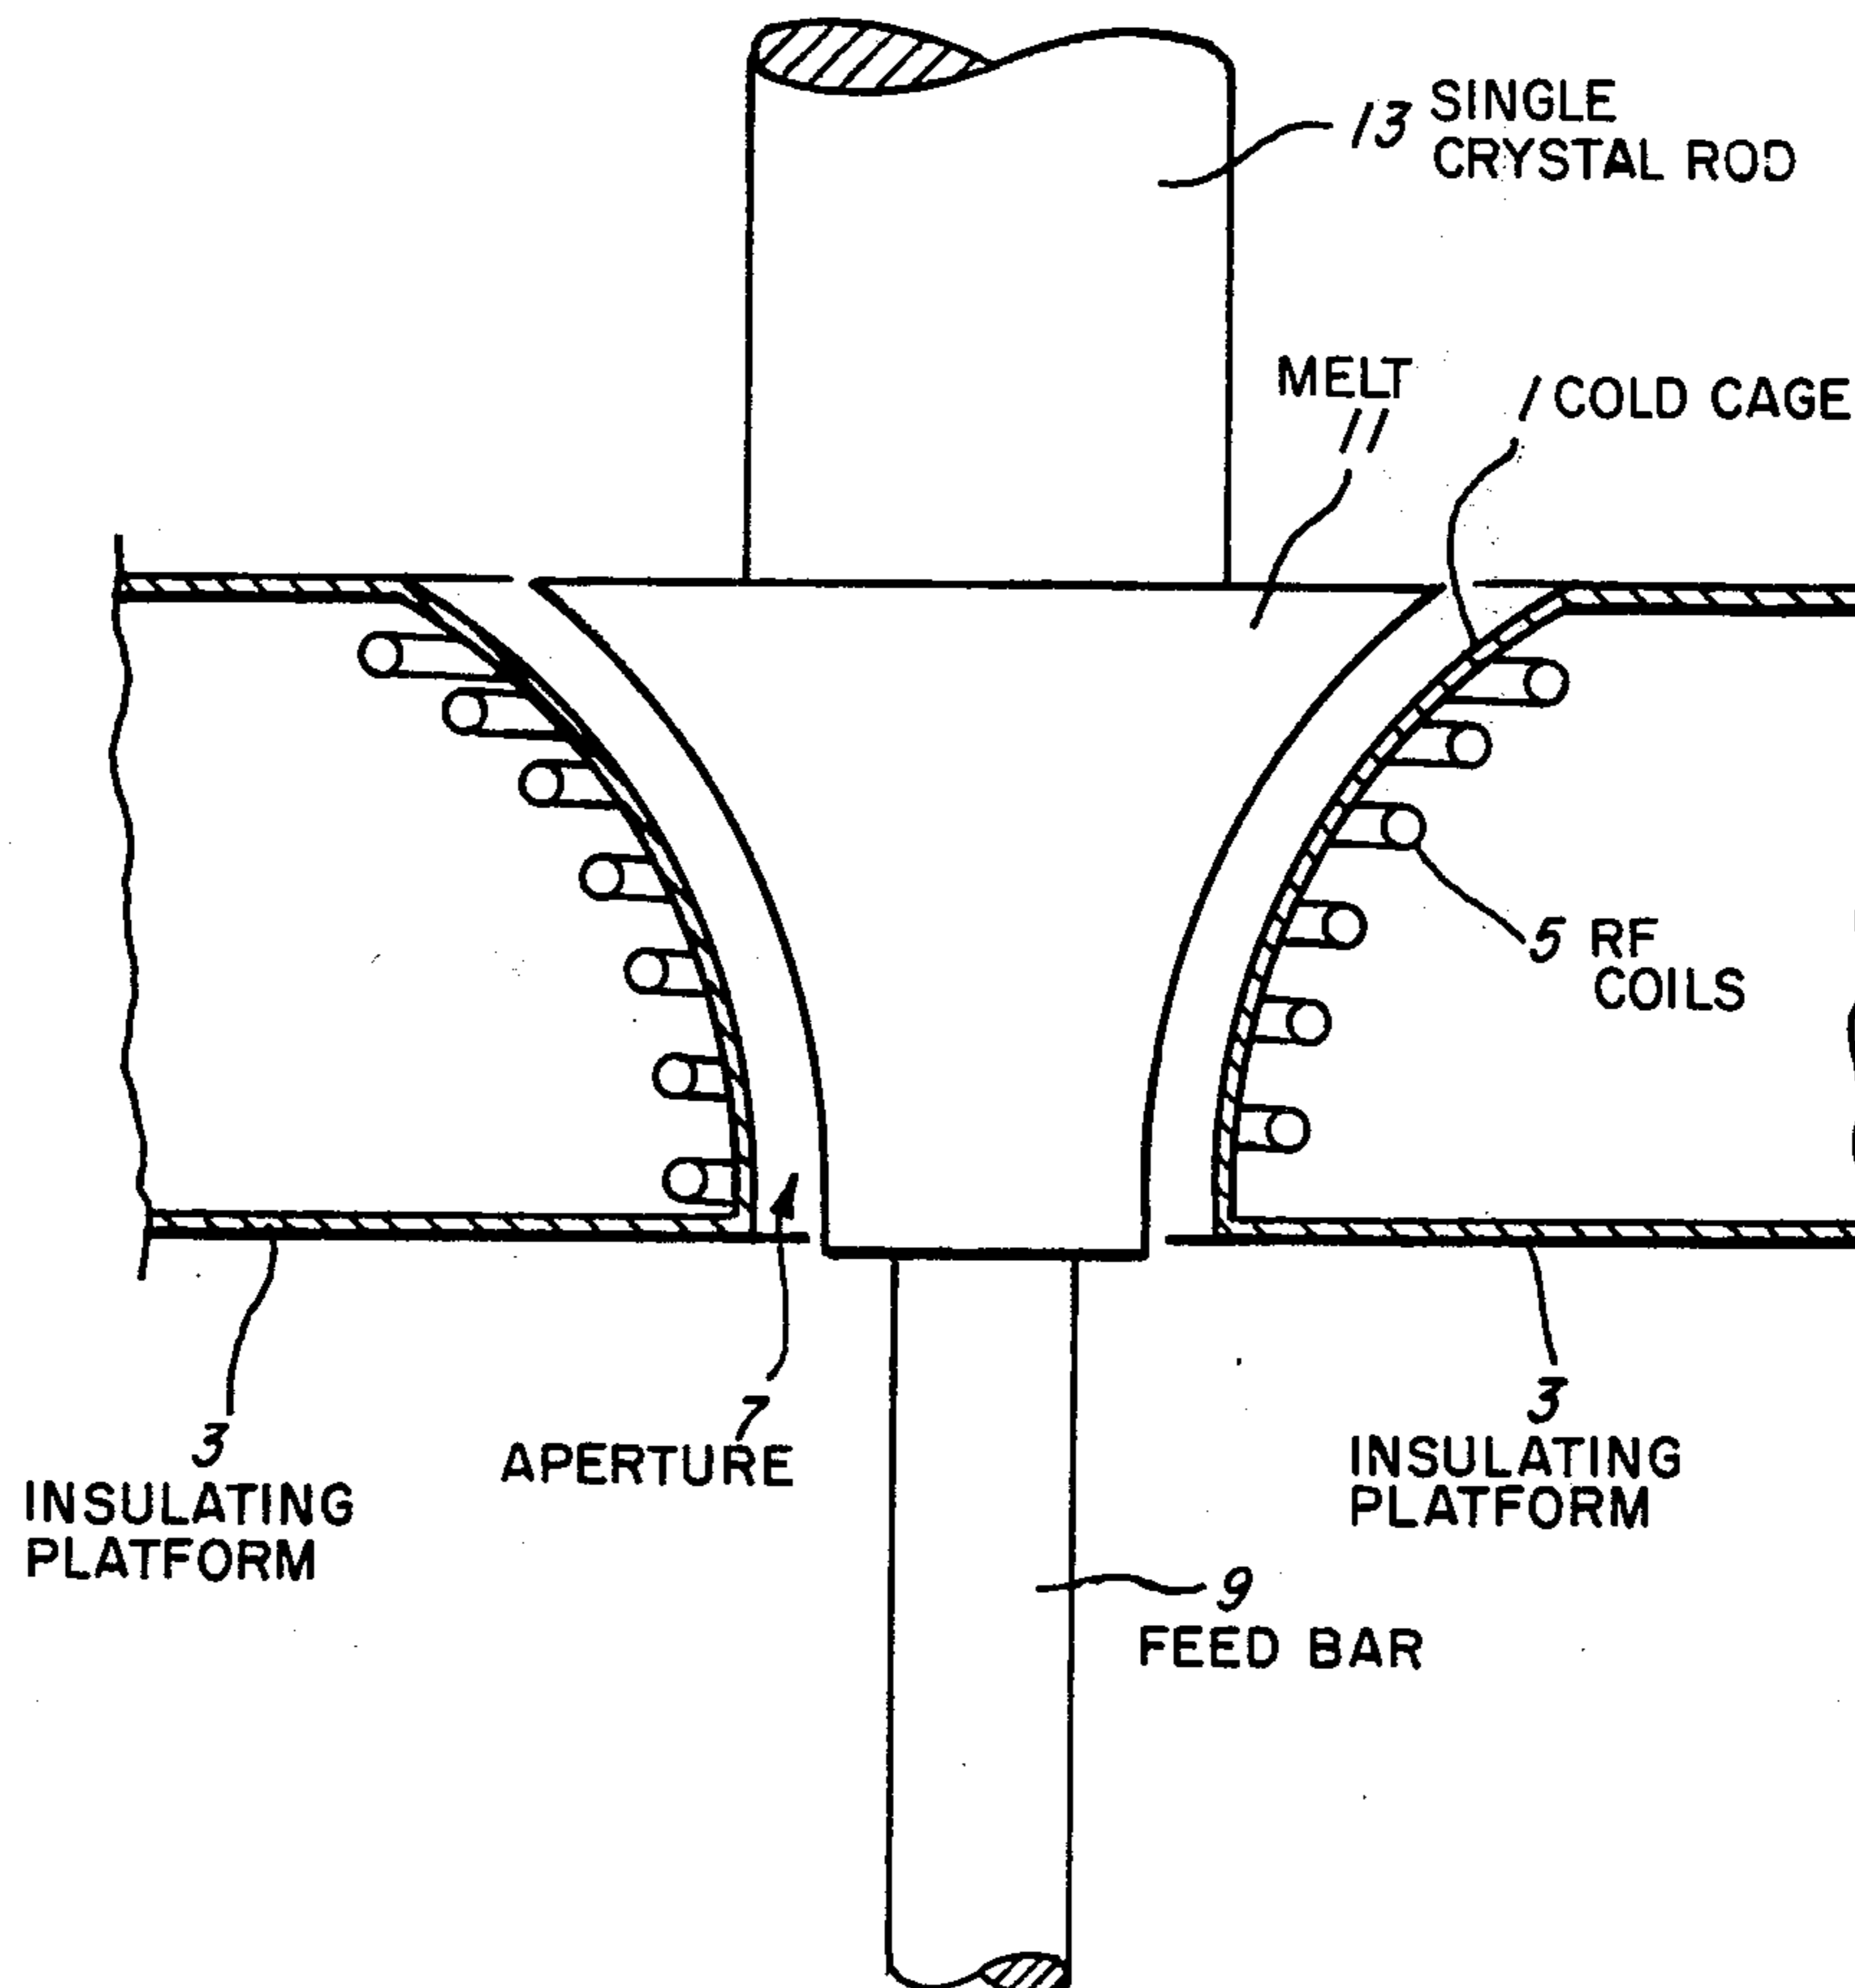 13 SINGLE
CRYSTAL ROD
MELT
11
1 COLD CAGE
5 RF
COILS
3
INSULATING
PLATFORM
7
APERTURE
3
INSULATING
PLATFORM
9
FEED BAR